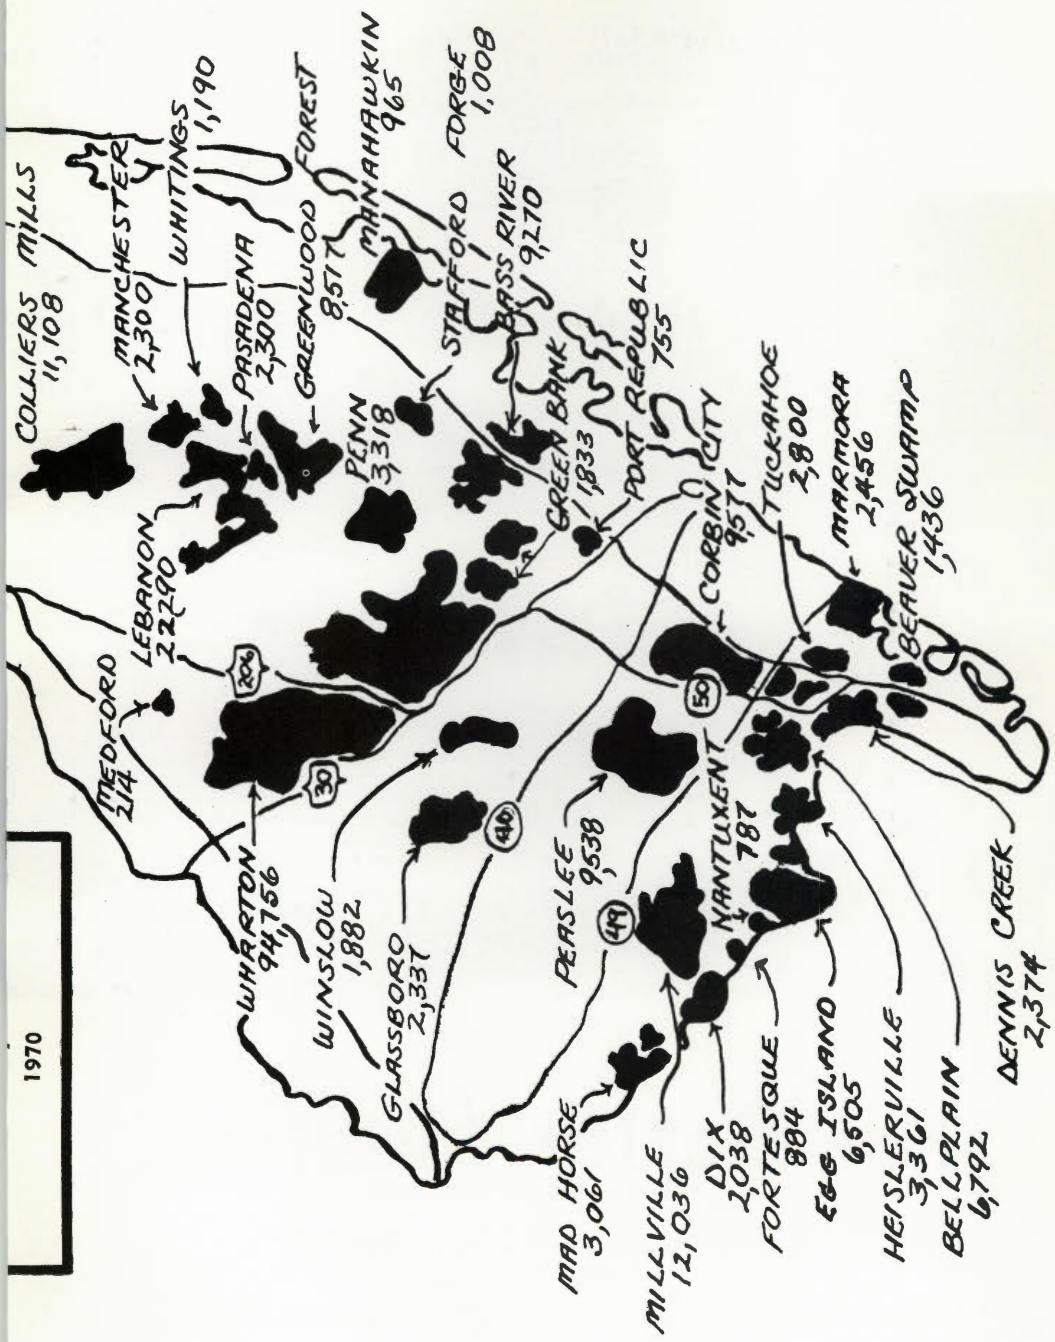 1970
COLLIERS MILLS
11,108
MANCHESTER
2,300
WHITINGS
1,190
PASADENA
2,300
GREENWOOD FOREST
8,517
MANAHAWKIN
965
STAFFORD FORGE
1,008
BASS RIVER
9,270
PENN
3,318
GREEN BANK
1,833
PORT REPUBLIC
755
LEBANON
22,290
MEDFORD
214
206
30
WHARTON
94,756
WINSLOW
1,882
GLASSBORO
2,337
40
CORBIN CITY
9,577
TUCKAHOE
2,800
MARMORA
2,456
BEAVER SWAMP
1,436
50
PEASLEE
9,538
49
NANTUXENT
787
MAD HORSE
3,061
MILLVILLE
12,036
DIX
2,038
FORTESQUE
884
EGG ISLAND
6,505
HEISLERVILLE
3,361
BELLPLAIN
6,792
DENNIS CREEK
2,374